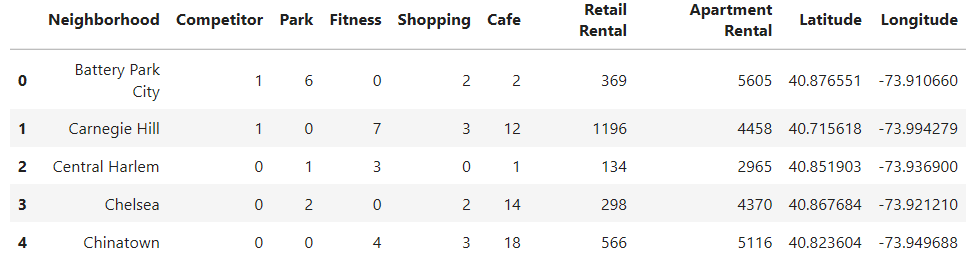 Neighborhood Competitor Park Fitness Shopping Cafe Retail Rental Apartment Rental Latitude Longitude
0 Battery Park City 1 6 0 2 2 369 5605 40.876551 -73.910660
1 Carnegie Hill 1 0 7 3 12 1196 4458 40.715618 -73.994279
2 Central Harlem 0 1 3 0 1 134 2965 40.851903 -73.936900
3 Chelsea 0 2 0 2 14 298 4370 40.867684 -73.921210
4 Chinatown 0 0 4 3 18 566 5116 40.823604 -73.949688